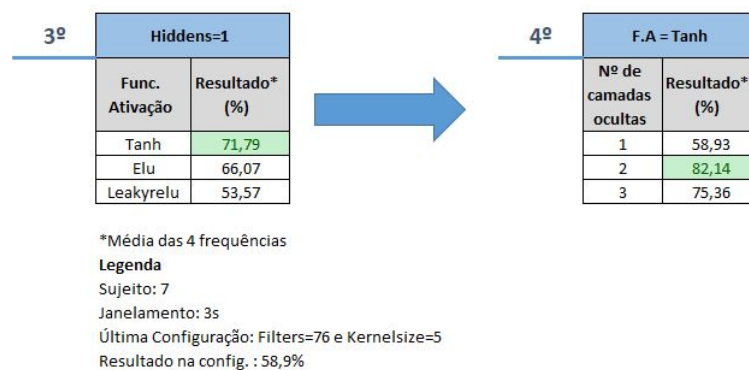 3º
Hiddens=1
Func. Ativação Resultado* (%)
Tanh 71,79
Elu 66,07
Leakyrelu 53,57
4º
F.A = Tanh
Nº de camadas ocultas Resultado* (%)
1 58,93
2 82,14
3 75,36
*Média das 4 frequências
Legenda
Sujeito: 7
Janelamento: 3s
Última Configuração: Filters=76 e Kernelsize=5
Resultado na config. : 58,9%